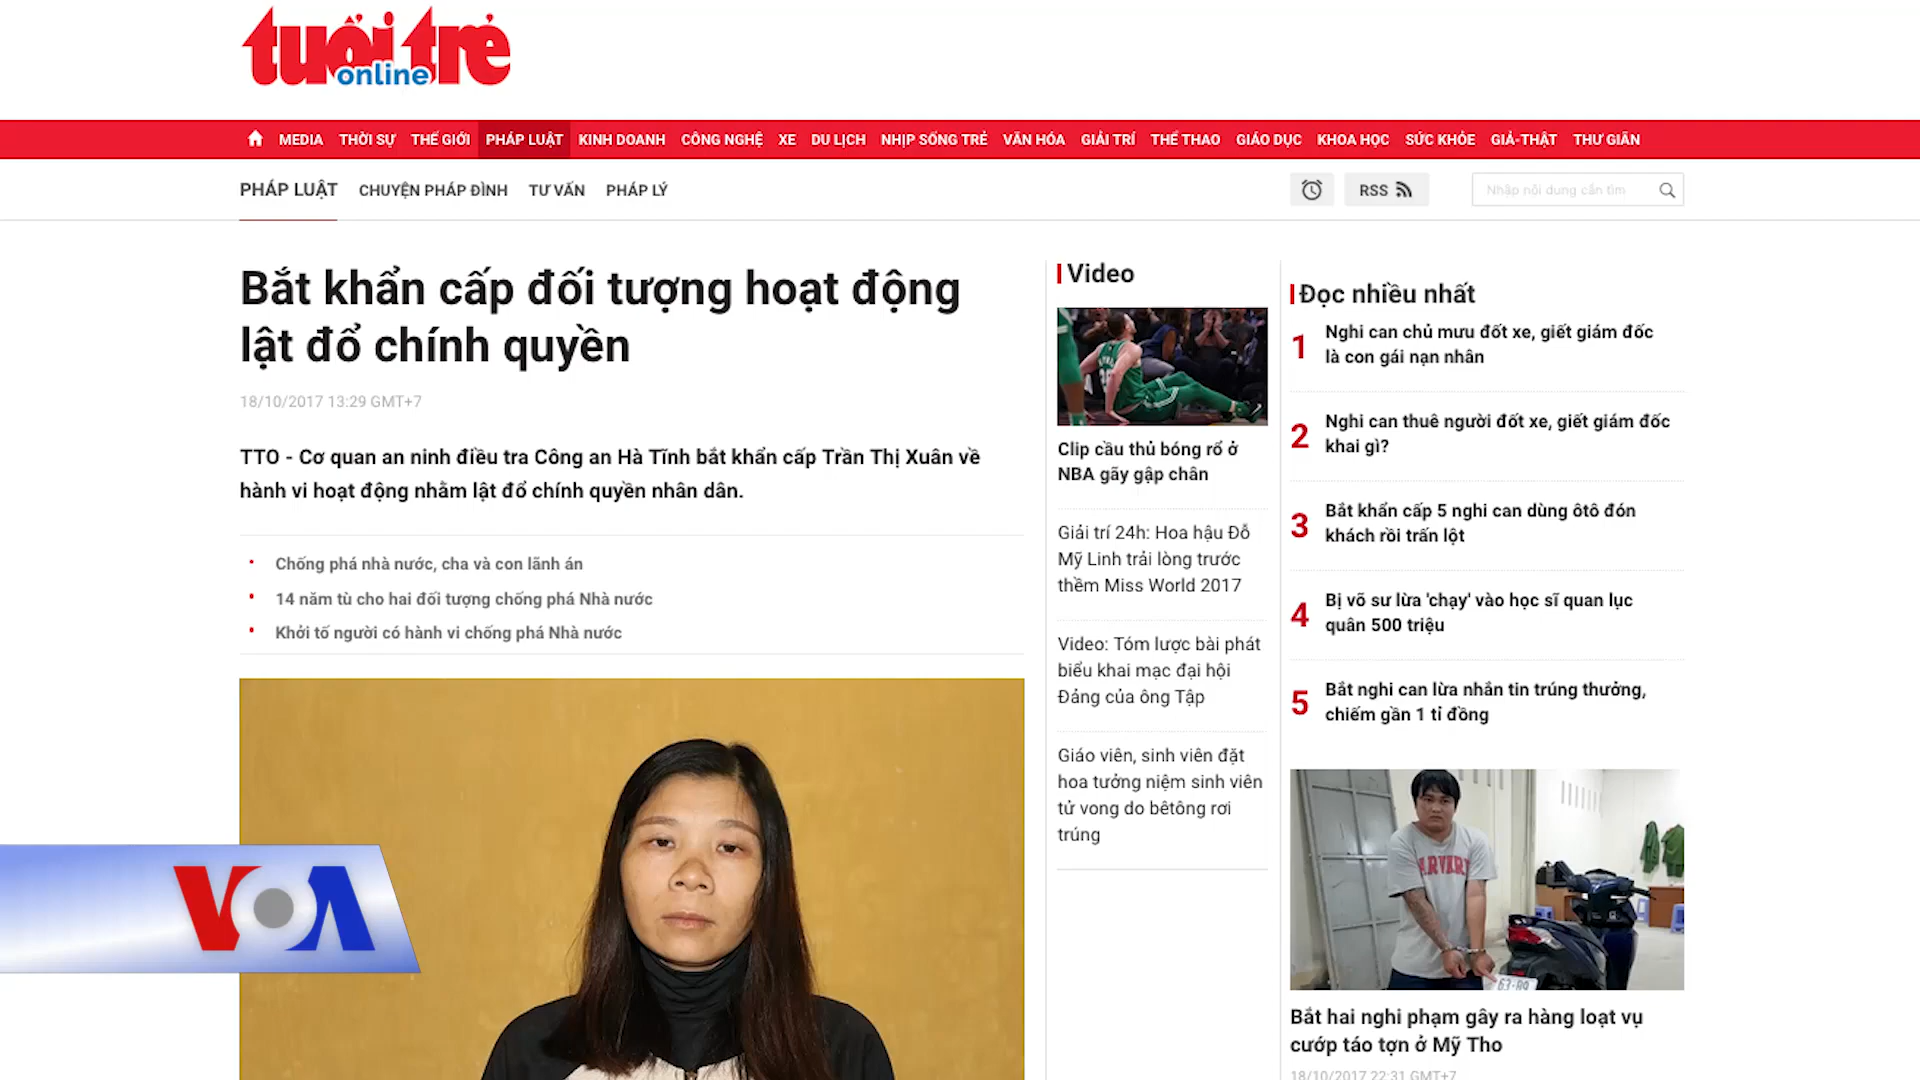 tuổi trẻ
online
MEDIA THỜI SỰ THẾ GIỚI PHÁP LUẬT KINH DOANH CÔNG NGHỆ XE DU LỊCH NHỊP SỐNG TRẺ VĂN HÓA GIẢI TRÍ THỂ THAO GIÁO DỤC KHOA HỌC SỨC KHỎE GIẢ-THẬT THƯ GIÃN
PHÁP LUẬT CHUYỆN PHÁP ĐÌNH TƯ VẤN PHÁP LÝ RSS Nhập nội dung cần tìm
Bắt khẩn cấp đối tượng hoạt động
lật đổ chính quyền
18/10/2017 13:29 GMT+7
TTO - Cơ quan an ninh điều tra Công an Hà Tĩnh bắt khẩn cấp Trần Thị Xuân về
hành vi hoạt động nhằm lật đổ chính quyền nhân dân.
Chống phá nhà nước, cha và con lãnh án
14 năm tù cho hai đối tượng chống phá Nhà nước
Khởi tố người có hành vi chống phá Nhà nước
VOA
Video
Clip cầu thủ bóng rổ ở
NBA gãy gập chân
Giải trí 24h: Hoa hậu Đỗ
Mỹ Linh trải lòng trước
thềm Miss World 2017
Video: Tóm lược bài phát
biểu khai mạc đại hội
Đảng của ông Tập
Giáo viên, sinh viên đặt
hoa tưởng niệm sinh viên
tử vong do bêtông rơi
trúng
Đọc nhiều nhất
1 Nghi can chủ mưu đốt xe, giết giám đốc
là con gái nạn nhân
2 Nghi can thuê người đốt xe, giết giám đốc
khai gì?
3 Bắt khẩn cấp 5 nghi can dùng ôtô đón
khách rồi trấn lột
4 Bị võ sư lừa 'chạy' vào học sĩ quan lục
quân 500 triệu
5 Bắt nghi can lừa nhắn tin trúng thưởng,
chiếm gần 1 tỉ đồng
HARVARD
63-B9
Bắt hai nghi phạm gây ra hàng loạt vụ
cướp táo tợn ở Mỹ Tho
18/10/2017 22:31 GMT+7